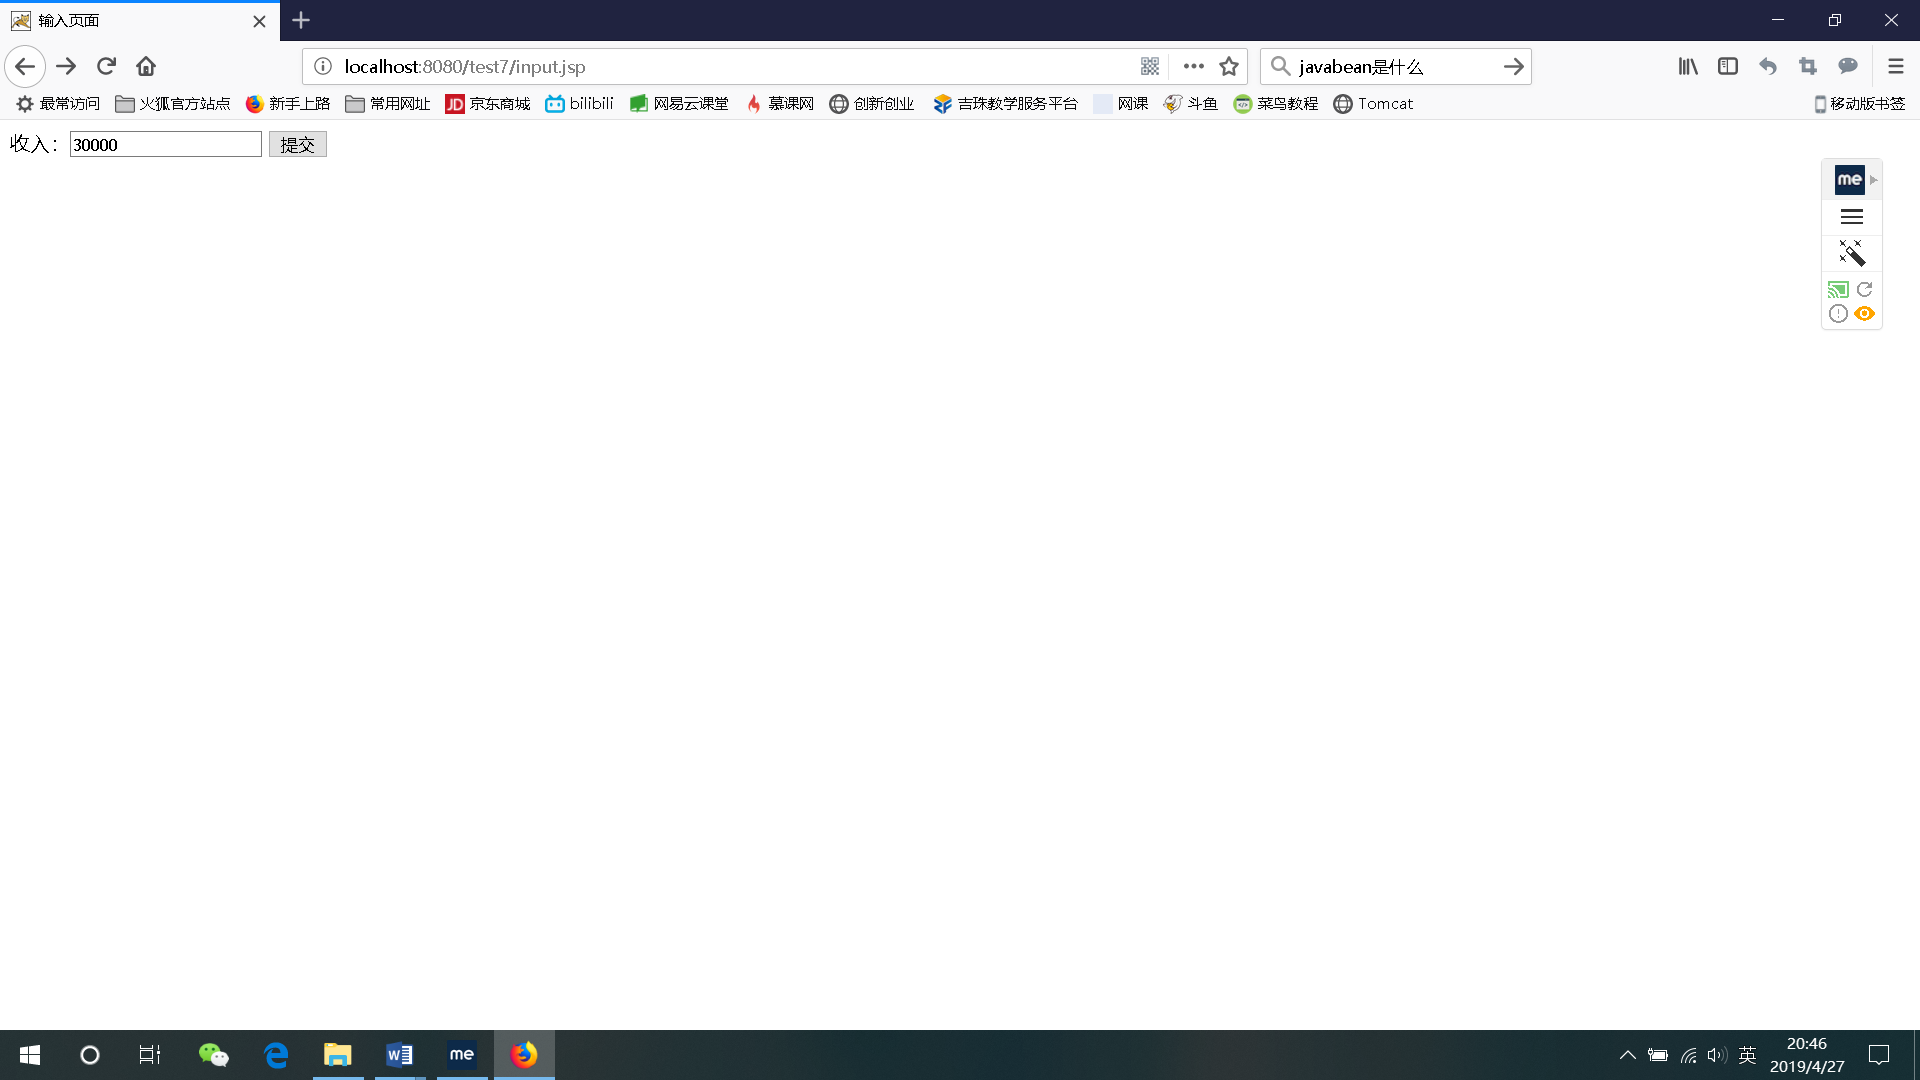 输入页面
localhost:8080/test7/input.jsp
javabean是什么
最常访问 火狐官方站点 新手上路 常用网址 JD 京东商城 bilibili 网易云课堂 慕课网 创新创业 吉珠教学服务平台 网课 斗鱼 菜鸟教程 Tomcat 移动版书签
收入： 30000 提交
me
me
英
20:46
2019/4/27